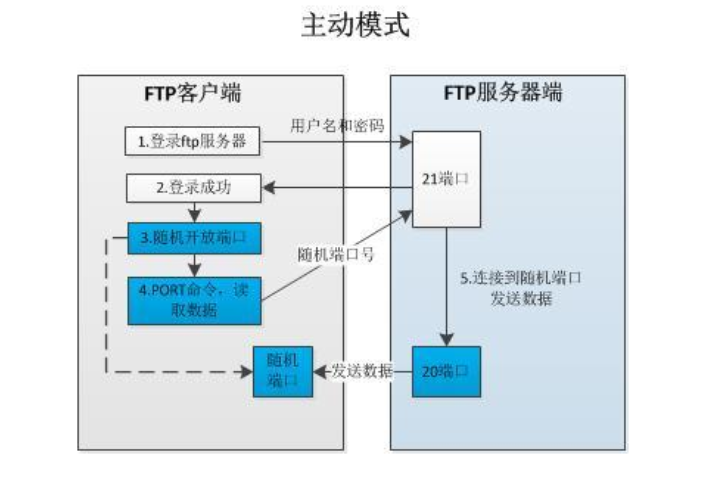 主动模式
FTP客户端
FTP服务器端
1.登录ftp服务器
用户名和密码
2.登录成功
21端口
3.随机开放端口
随机端口号
4.PORT命令，读
取数据
5.连接到随机端口
发送数据
随机
端口
发送数据
20端口